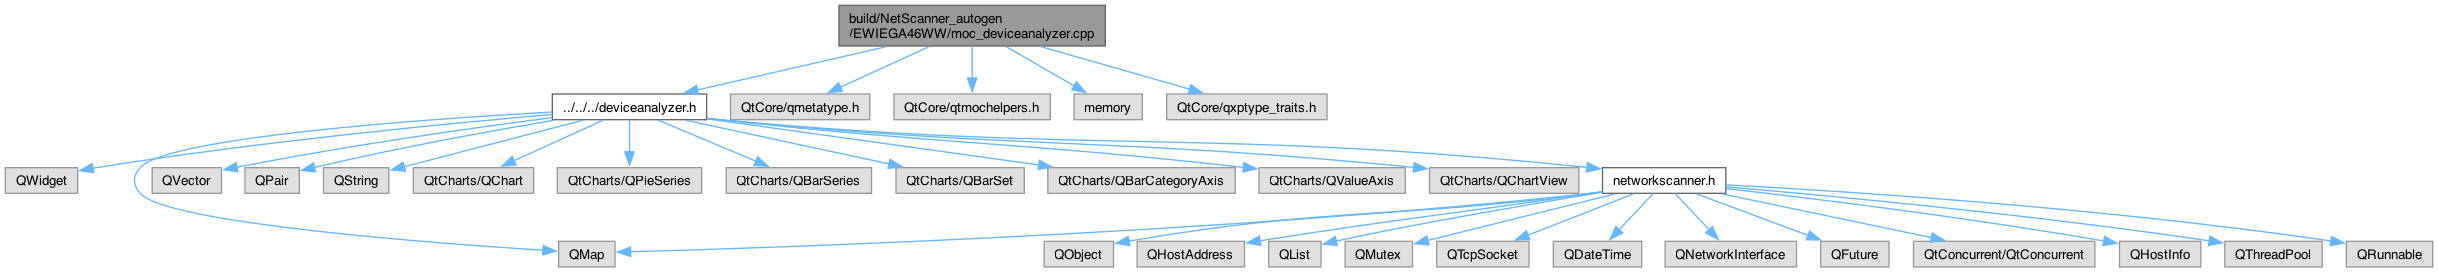 build/NetScanner_autogen
/EWIEGA46WW/moc_deviceanalyzer.cpp
../../../deviceanalyzer.h
QtCore/qmetatype.h
QtCore/qtmochelpers.h
memory
QtCore/qxptype_traits.h
QWidget
QVector
QPair
QString
QtCharts/QChart
QtCharts/QPieSeries
QtCharts/QBarSeries
QtCharts/QBarSet
QtCharts/QBarCategoryAxis
QtCharts/QValueAxis
QtCharts/QChartView
networkscanner.h
QMap
QObject
QHostAddress
QList
QMutex
QTcpSocket
QDateTime
QNetworkInterface
QFuture
QtConcurrent/QtConcurrent
QHostInfo
QThreadPool
QRunnable